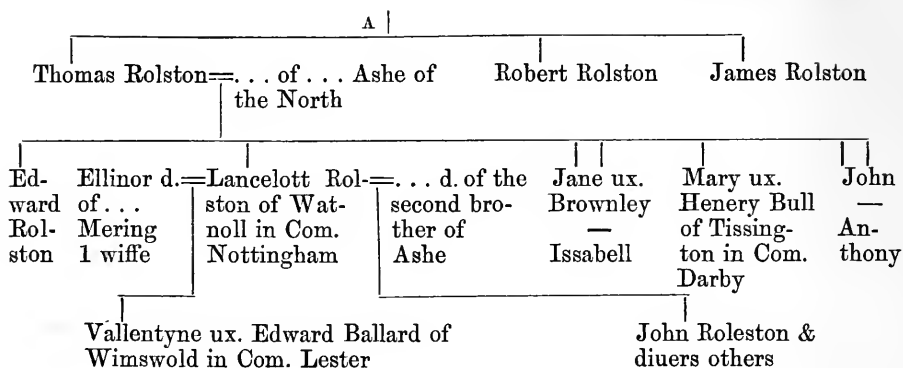 A
Thomas Rolston=. . . of . . . Ashe of
the North
Robert Rolston
James Rolston
Ed-
ward
Rol-
ston
Ellinor d.=
of . . .
Mering
1 wiffe
Lancelott Rol-=
ston of Wat-
noll in Com.
Nottingham
. . . d. of the
second bro-
ther of
Ashe
Jane ux.
Brownley
—
Issabell
Mary ux.
Henery Bull
of Tissing-
ton in Com.
Darby
John
—
An-
thony
Vallentyne ux. Edward Ballard of
Wimswold in Com. Lester
John Roleston &
diuers others